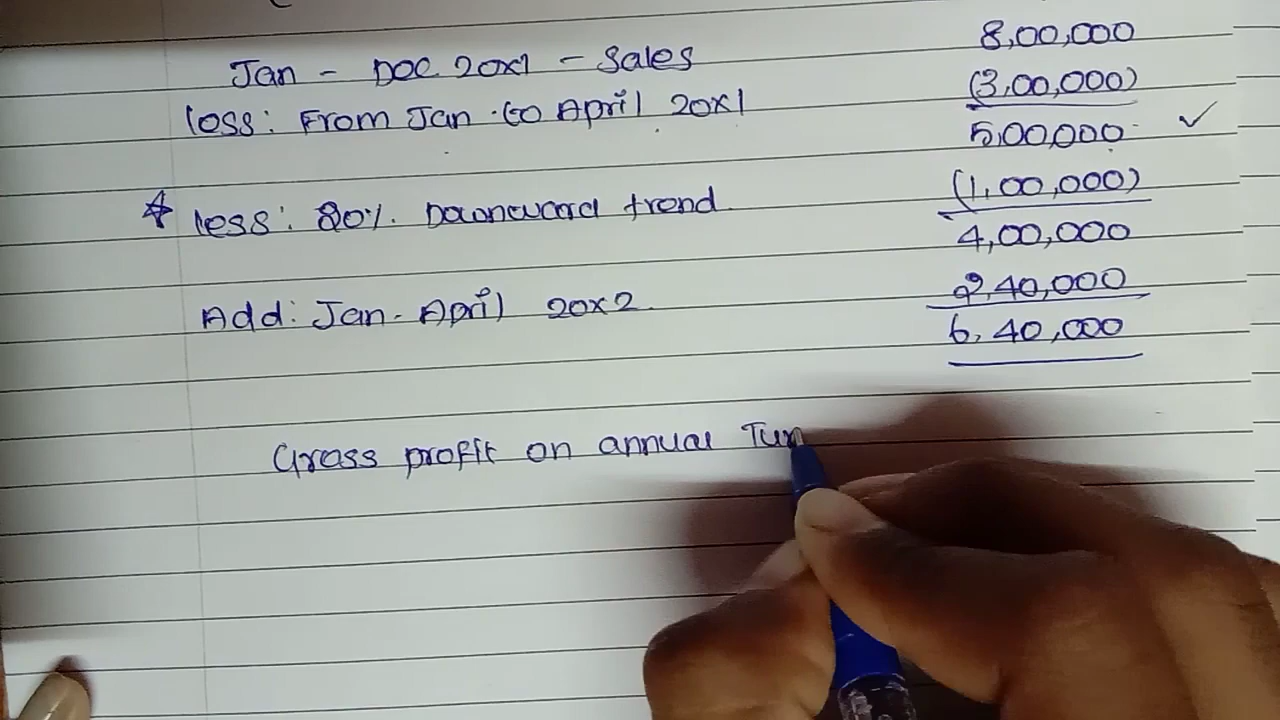 Jan - Dec 20x1 - Sales 8,00,000
less: From Jan to April 20x1 (3,00,000)
5,00,000 ✓
* less: 20%. Downward trend (1,00,000)
4,00,000
Add: Jan - April 20x2. 2,40,000
6,40,000
Gross profit on annual Tur